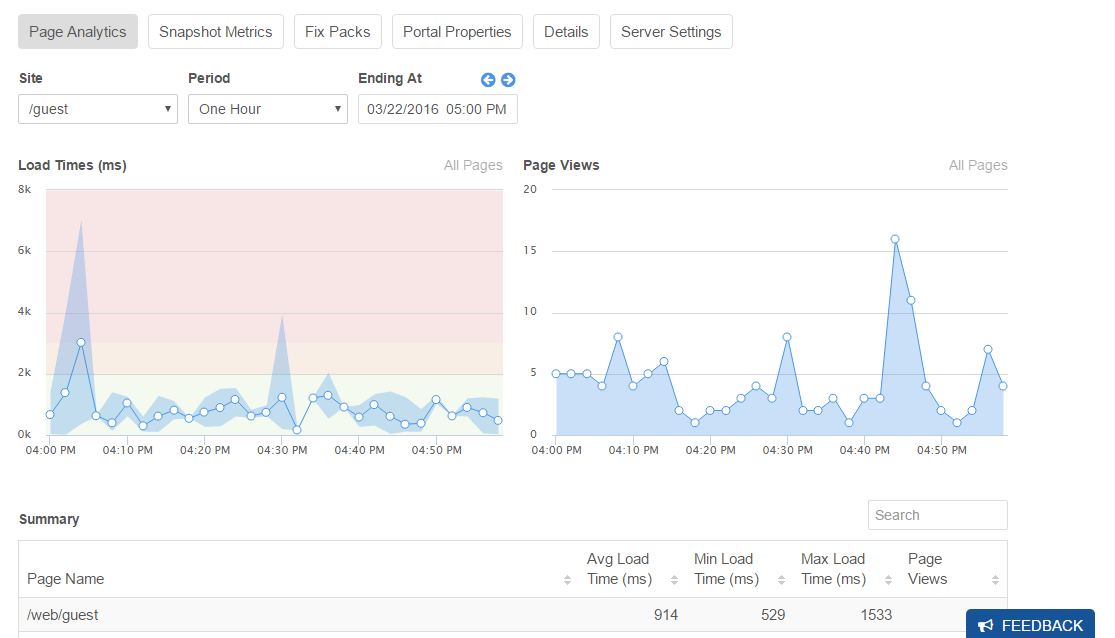 Page Analytics Snapshot Metrics Fix Packs Portal Properties Details Server Settings
Site Period Ending At
/guest One Hour 03/22/2016 05:00 PM
Load Times (ms) All Pages
8k
6k
4k
2k
0k
04:00 PM 04:10 PM 04:20 PM 04:30 PM 04:40 PM 04:50 PM
Page Views All Pages
20
15
10
5
0
04:00 PM 04:10 PM 04:20 PM 04:30 PM 04:40 PM 04:50 PM
Summary Search
Page Name Avg Load Time (ms) Min Load Time (ms) Max Load Time (ms) Page Views
/web/guest 914 529 1533
FEEDBACK